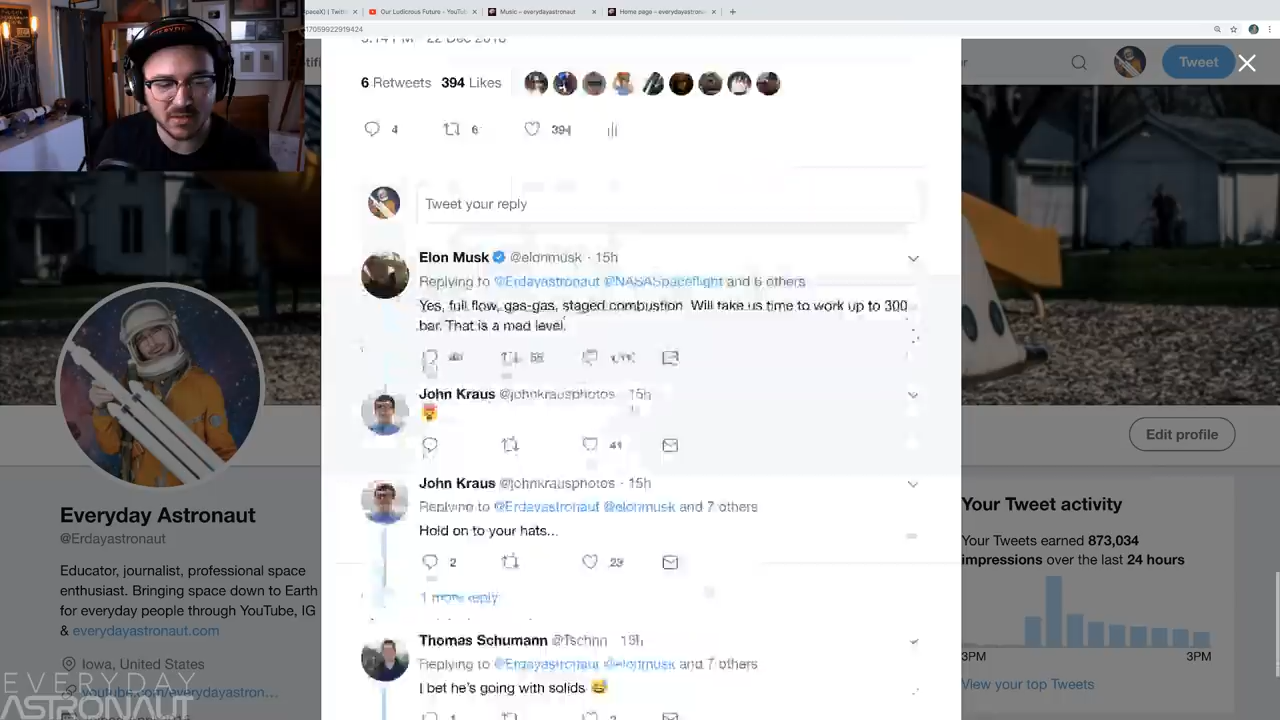 Our Ludicrous Future - YouTu
Music – everydayastronaut
Home page – everydayastronau
17059922919424
6 Retweets 394 Likes
Tweet
4
6
394
Tweet your reply
Elon Musk @elonmusk · 15h
Replying to @Erdayastronaut @NASASpaceflight and 6 others
Yes, full flow, gas-gas, staged combustion. Will take us time to work up to 300
bar. That is a mad level.
John Kraus @johnkrausphotos · 15h
41
John Kraus @johnkrausphotos · 15h
Replying to @Erdayastronaut @elonmusk and 7 others
Hold on to your hats…
2
23
1 more reply
Thomas Schumann
Replying to @Erdayastronaut @elonmusk and 7 others
I bet he's going with solids 😅
Everyday Astronaut
@Erdayastronaut
Educator, journalist, professional space
enthusiast. Bringing space down to Earth
for everyday people through YouTube, IG
& everydayastronaut.com
Iowa, United States
youtube.com/everydayastron…
EVERYDAY
ASTRONAUT
Edit profile
Your Tweet activity
Your Tweets earned 873,034
impressions over the last 24 hours
3PM
3PM
View your top Tweets